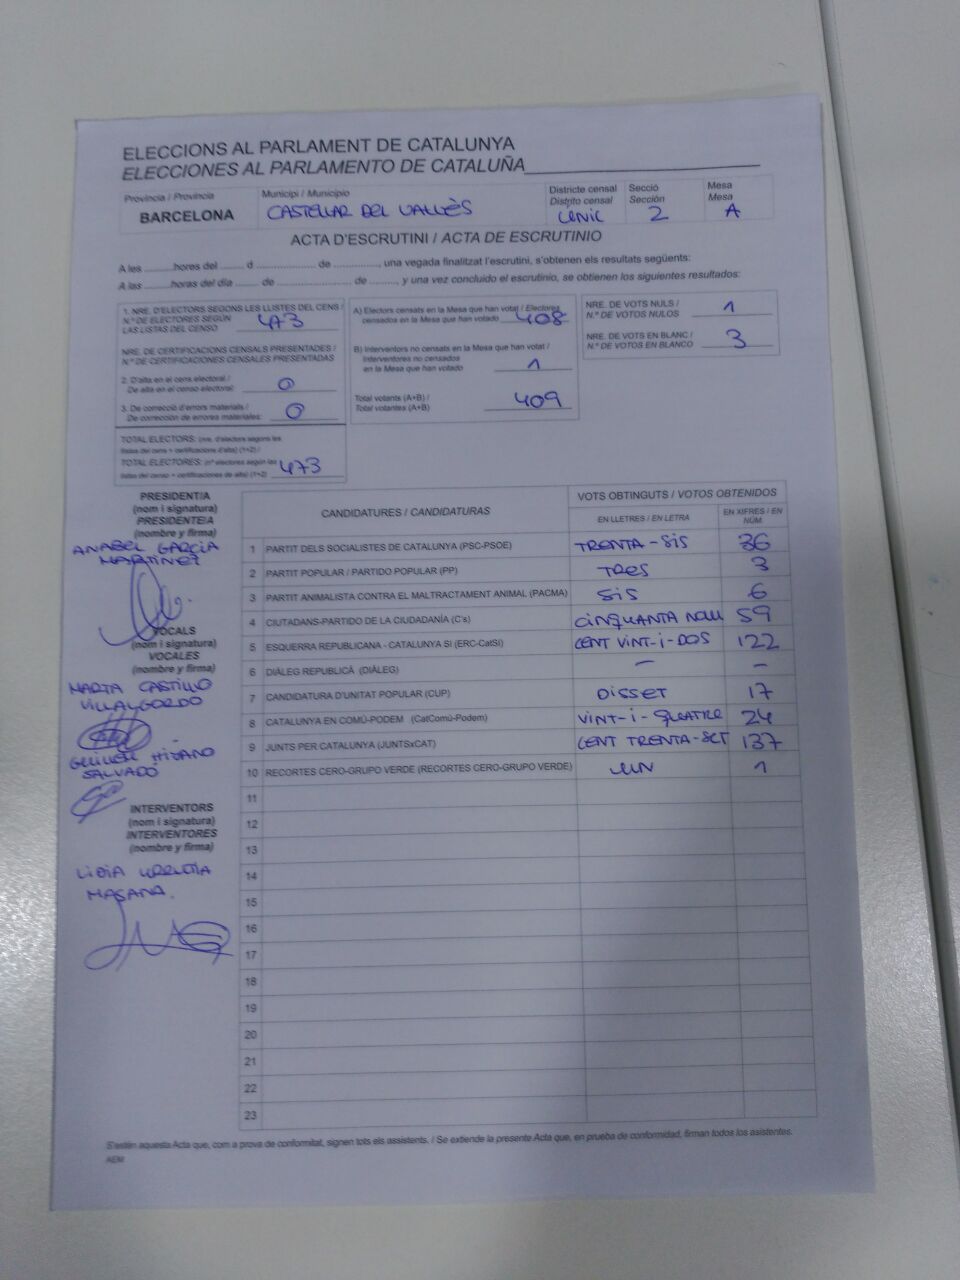 ELECCIONS AL PARLAMENT DE CATALUNYA
ELECCIONES AL PARLAMENTO DE CATALUÑA
Provincia / Provincia
BARCELONA
Municipi / Municipio
CASTELLAR DEL VALLÈS
Districte censal
Distrito censal
UNIC
Secció
Sección
2
Mesa
Mesa
A
ACTA D'ESCRUTINI / ACTA DE ESCRUTINIO
A les ..........hores del ....... d .................... de ..............., una vegada finalitzat l'escrutini, s'obtenen els resultats següents:
A las ..........horas del día ....... de ........................... de ........., y una vez concluido el escrutinio, se obtienen los siguientes resultados:
1. NRE. D'ELECTORS SEGONS LES LLISTES DEL CENS /
N.º DE ELECTORES SEGÚN
LAS LISTAS DEL CENSO 473
NRE. DE CERTIFICACIONS CENSALS PRESENTADES /
N.º DE CERTIFICACIONES CENSALES PRESENTADAS
2. D'alta en el cens electoral /
De alta en el censo electoral: 0
3. De correcció d'errors materials /
De corrección de errores materiales: 0
TOTAL ELECTORS: (nre. d'electors segons les
llistes del cens + certificacions d'alta) (1+2) /
TOTAL ELECTORES: (nº electores según las
listas del censo + certificaciones de alta) (1+2) 473
A) Electors censats en la Mesa que han votat / Electores
censados en la Mesa que han votado 408
B) Interventors no censats en la Mesa que han votat /
Interventores no censados
en la Mesa que han votado 1
Total votants (A+B) /
Total votantes (A+B) 409
NRE. DE VOTS NULS /
N.º DE VOTOS NULOS 1
NRE. DE VOTS EN BLANC /
N.º DE VOTOS EN BLANCO 3
PRESIDENT/A
(nom i signatura)
PRESIDENTE/A
(nombre y firma)
ANABEL GARCIA
MARTINEZ
VOCALS
(nom i signatura)
VOCALES
(nombre y firma)
MARTA CASTILLO
VILLALGORDO
SALVADÓ
INTERVENTORS
(nom i signatura)
INTERVENTORES
(nombre y firma)
LIDIA URRUTIA
MASANA.
CANDIDATURES / CANDIDATURAS
VOTS OBTINGUTS / VOTOS OBTENIDOS
EN LLETRES / EN LETRA
EN XIFRES / EN
NÚM.
1 PARTIT DELS SOCIALISTES DE CATALUNYA (PSC-PSOE) TRENTA-SIS 36
2 PARTIT POPULAR / PARTIDO POPULAR (PP) TRES 3
3 PARTIT ANIMALISTA CONTRA EL MALTRACTAMENT ANIMAL (PACMA) SIS 6
4 CIUTADANS-PARTIDO DE LA CIUDADANÍA (C's) CINQUANTA NOU 59
5 ESQUERRA REPUBLICANA - CATALUNYA SI (ERC-CatSí) CENT VINT-I-DOS 122
6 DIÀLEG REPUBLICÀ (DIÀLEG) — —
7 CANDIDATURA D'UNITAT POPULAR (CUP) DISSET 17
8 CATALUNYA EN COMÚ-PODEM (CatComú-Podem) VINT-I-QUATRE 24
9 JUNTS PER CATALUNYA (JUNTSxCAT) CENT TRENTA-SET 137
10 RECORTES CERO-GRUPO VERDE (RECORTES CERO-GRUPO VERDE) UN 1
11
12
13
14
15
16
17
18
19
20
21
22
23
S'estén aquesta Acta que, com a prova de conformitat, signen tots els assistents. / Se extiende la presente Acta que, en prueba de conformidad, firman todos los asistentes.
AEM